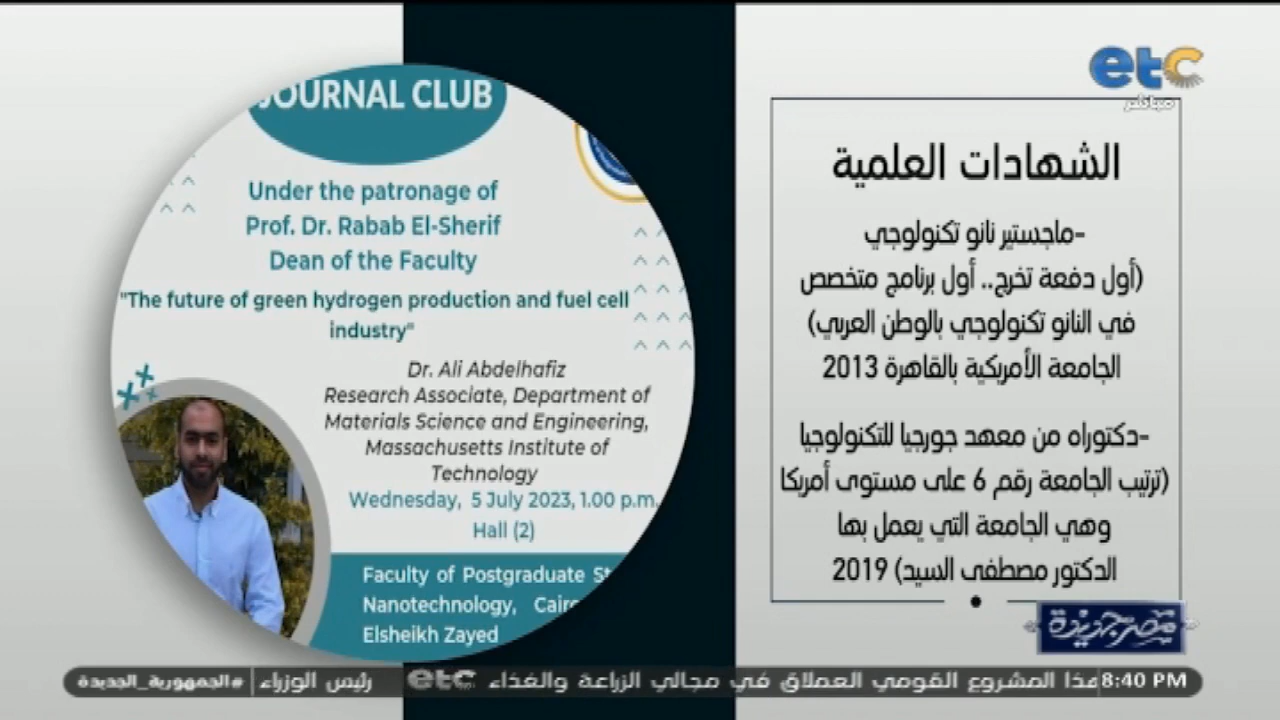 JOURNAL CLUB
Under the patronage of
Prof. Dr. Rabab El-Sherif
Dean of the Faculty
"The future of green hydrogen production and fuel cell
industry"
Dr. Ali Abdelhafiz
Research Associate, Department of
Materials Science and Engineering,
Massachusetts Institute of
Technology
Wednesday, 5 July 2023, 1.00 p.m.
Hall (2)
Faculty of Postgraduate St
Nanotechnology, Cairo
Elsheikh Zayed
etc
مباشر
الشهادات العلمية
-ماجستير نانو تكنولوجي
(أول دفعة تخرج.. أول برنامج متخصص
في النانو تكنولوجي بالوطن العربي)
الجامعة الأمريكية بالقاهرة 2013
-دكتوراه من معهد جورجيا للتكنولوجيا
(ترتيب الجامعة رقم 6 على مستوى أمريكا
وهي الجامعة التي يعمل بها
الدكتور مصطفى السيد) 2019
مصر جديدة
8:40 PM هذا المشروع القومي العملاق في مجالي الزراعة والغذاء etc رئيس الوزراء #الجمهورية_الجديدة